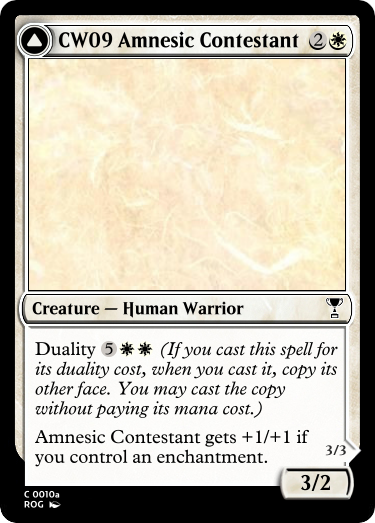 CW09 Amnesic Contestant 2
Creature — Human Warrior
Duality 5 (If you cast this spell for
its duality cost, when you cast it, copy its
other face. You may cast the copy
without paying its mana cost.)
Amnesic Contestant gets +1/+1 if
you control an enchantment.
3/3
3/2
C 0010a
ROG